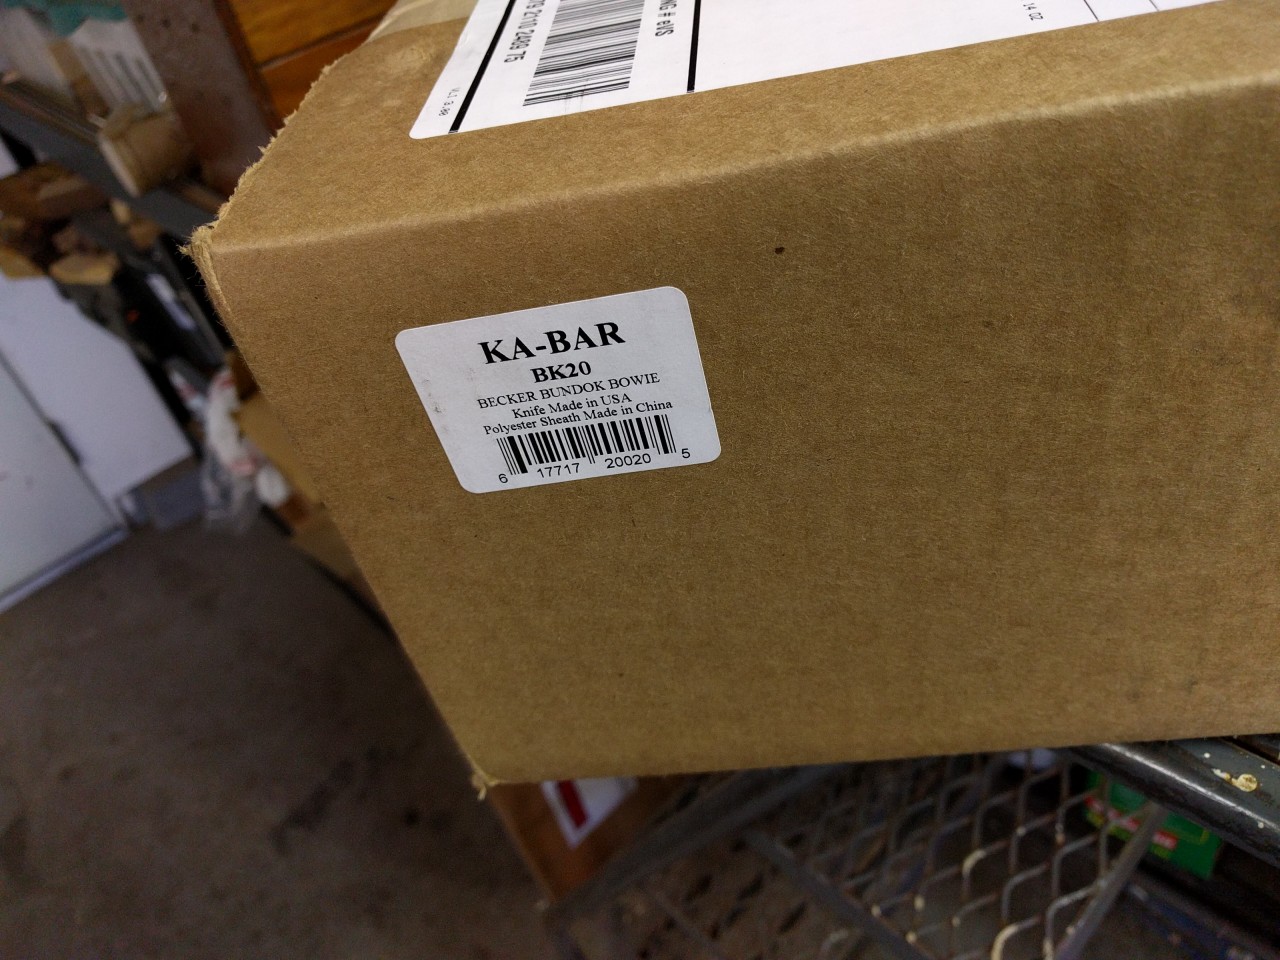 KA-BAR
BK20
BECKER BUNDOK BOWIE
Knife Made in USA
Polyester Sheath Made in China
6 17717 20020 5